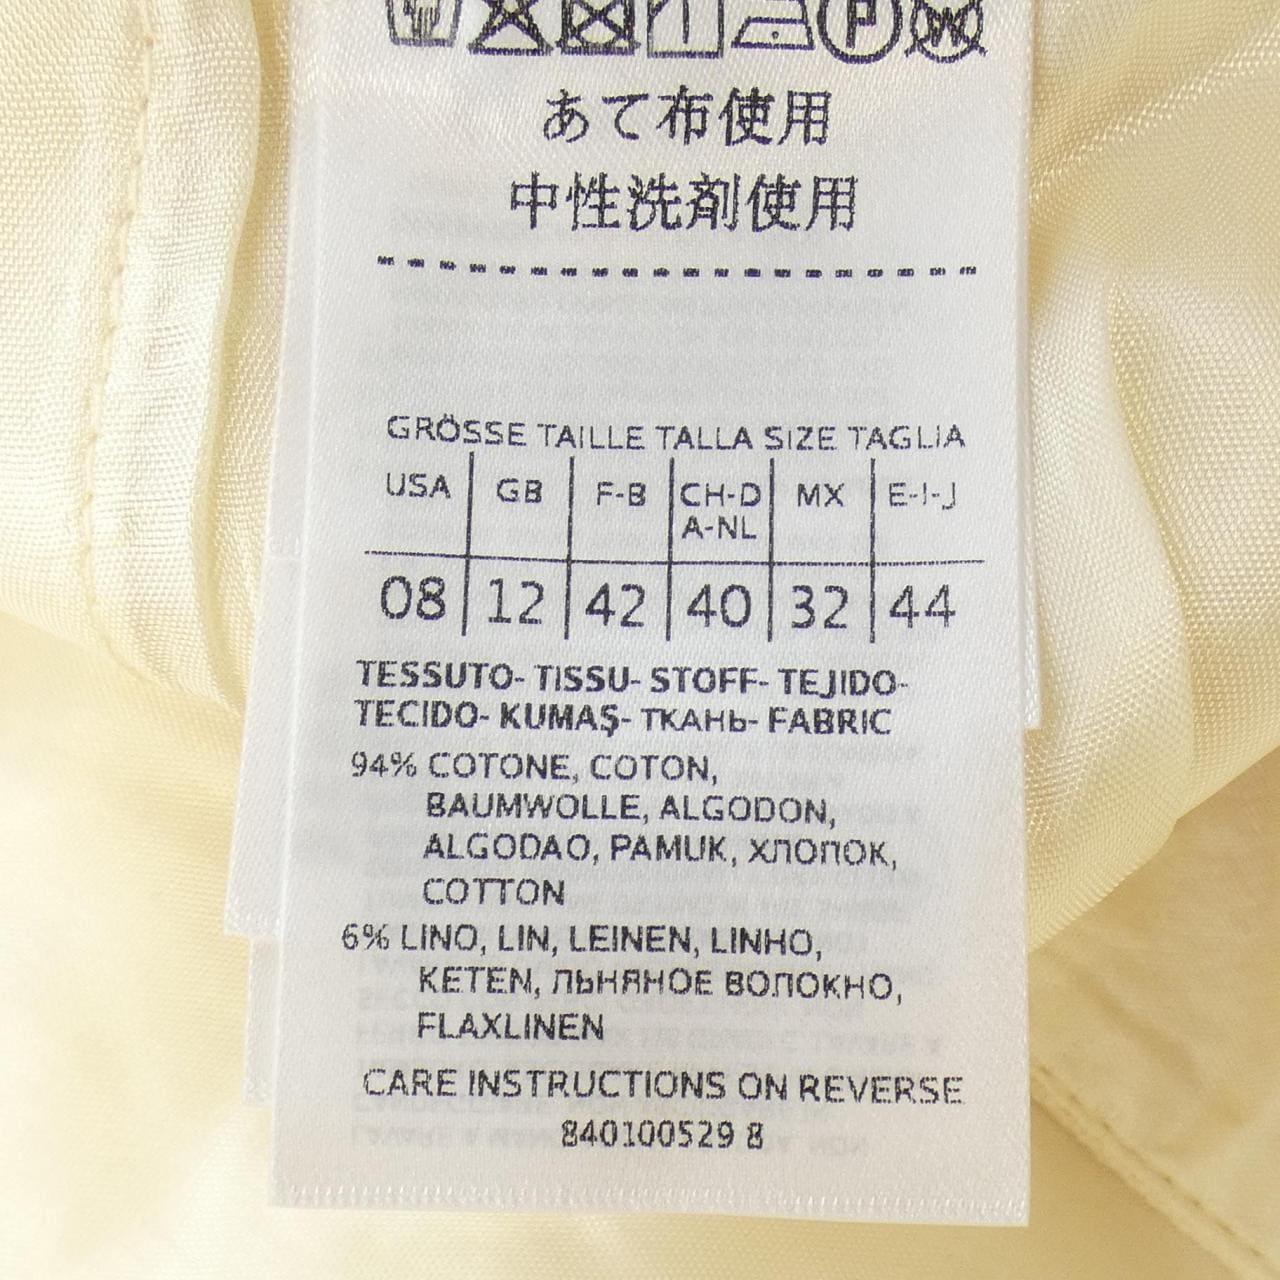 あて布使用
中性洗剤使用
GRÖSSE TAILLE TALLA SIZE TAGLIA
USA GB F-B CH-D A-NL MX E-I-J
08 12 42 40 32 44
TESSUTO- TISSU- STOFF- TEJIDO-
TECIDO- KUMAŞ- ТКАНЬ- FABRIC
94% COTONE, COTON,
BAUMWOLLE, ALGODON,
ALGODAO, PAMUK, ХЛОПОК,
COTTON
6% LINO, LIN, LEINEN, LINHO,
KETEN, ЛЬНЯНОЕ ВОЛОКНО,
FLAXLINEN
CARE INSTRUCTIONS ON REVERSE
840100529 8